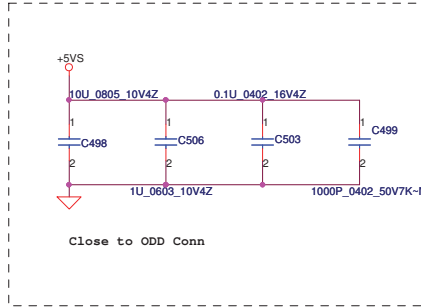 +5VS
10U_0805_10V4Z 0.1U_0402_16V4Z
1 1 1 1
C498 C506 C503 C499
2 2 2 2
1U_0603_10V4Z 1000P_0402_50V7K~N
Close to ODD Conn